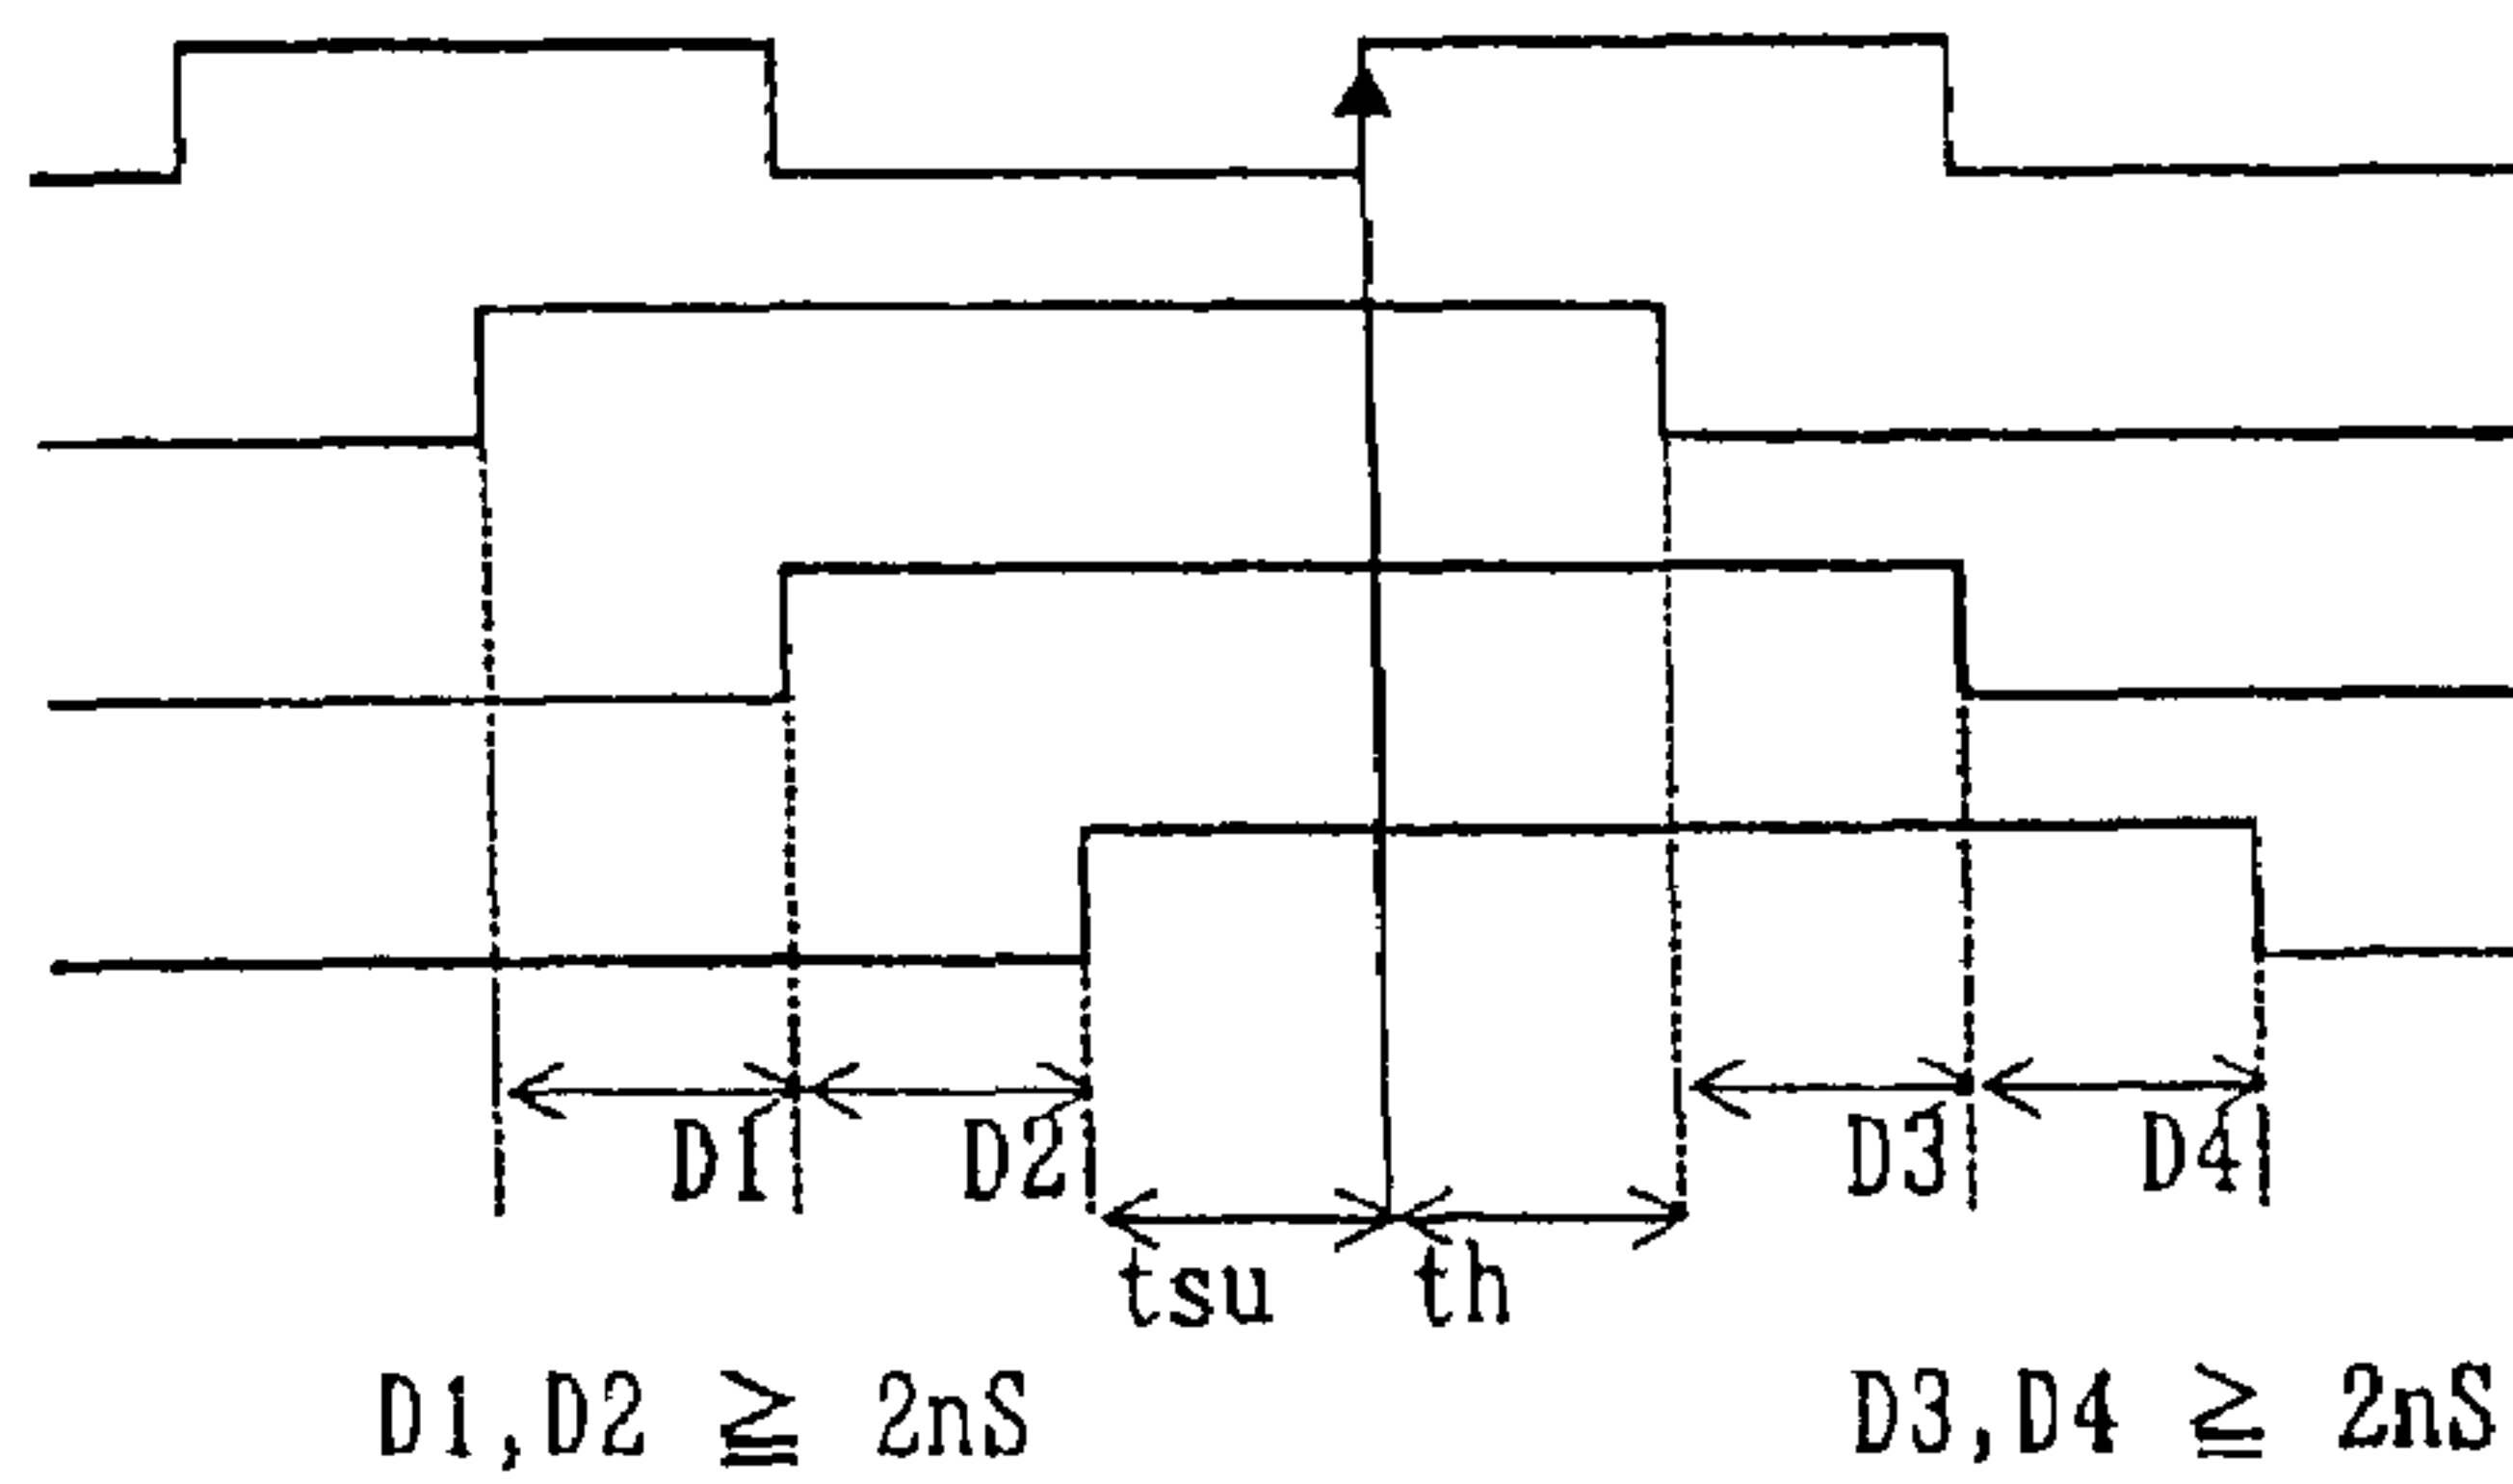 D1 D2 D3 D4
tsu th
D1,D2 ≧ 2nS D3,D4 ≧ 2nS